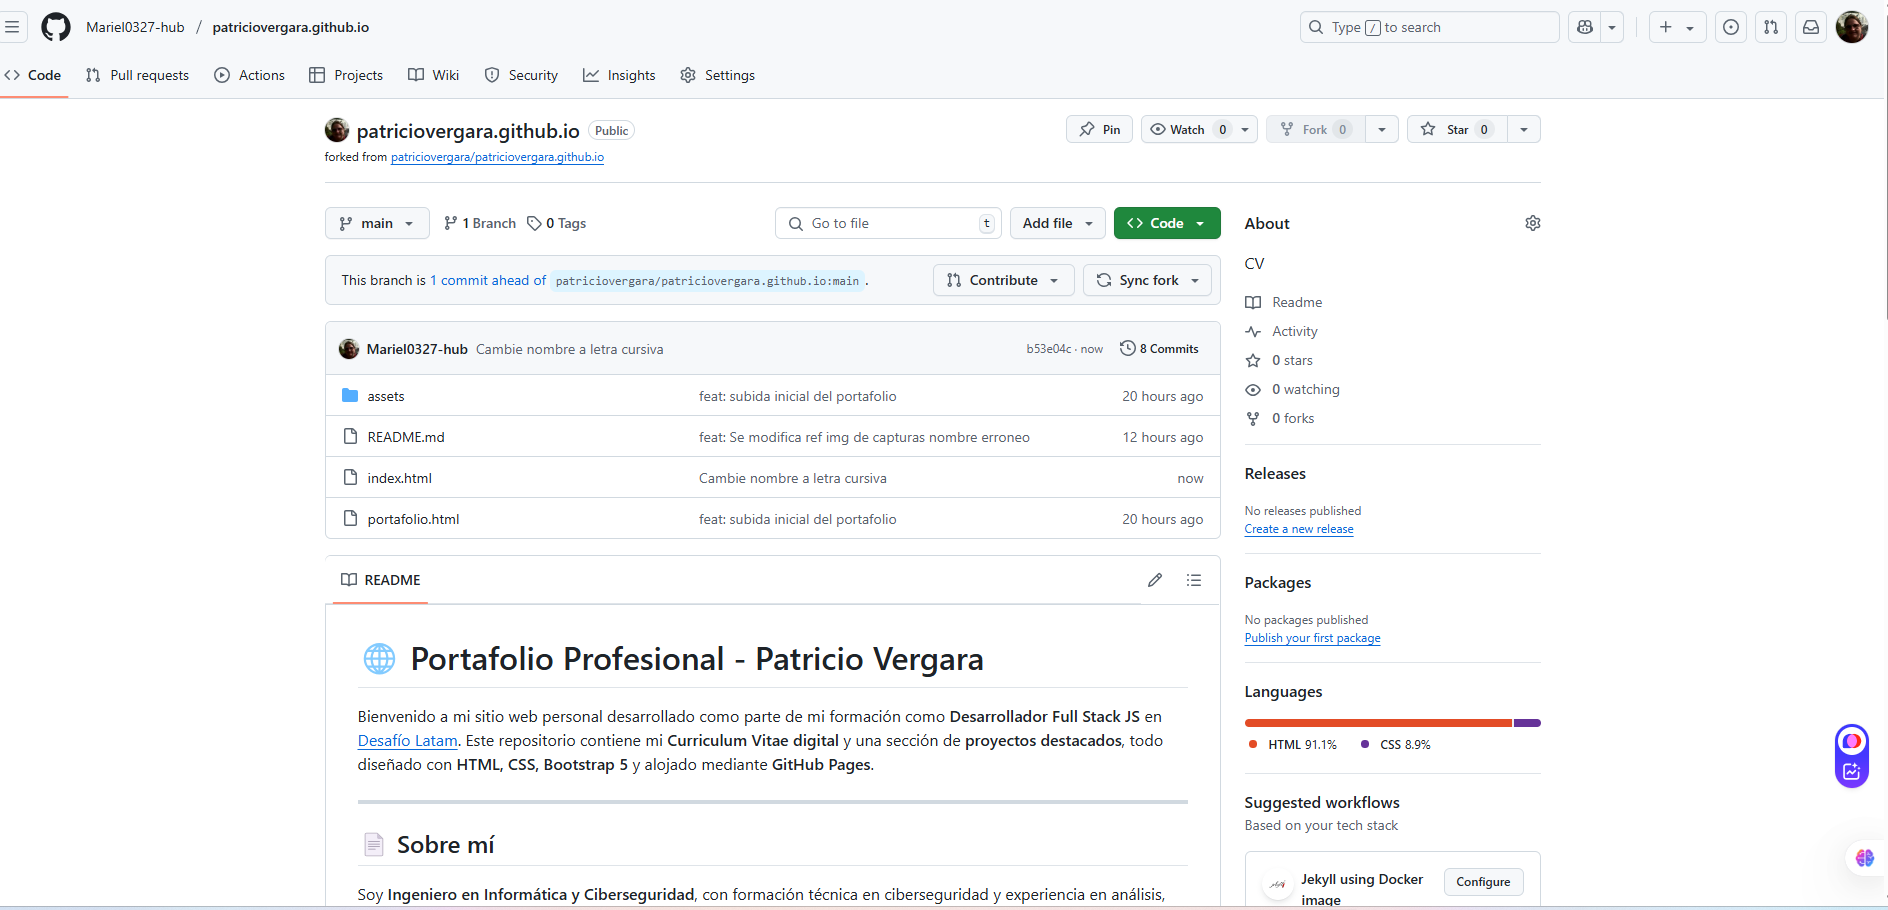 Mariel0327-hub / patriciovergara.github.io
Type / to search
Code
Pull requests
Actions
Projects
Wiki
Security
Insights
Settings
patriciovergara.github.io Public
forked from patriciovergara/patriciovergara.github.io
Pin
Watch 0
Fork 0
Star 0
main
1 Branch
0 Tags
Go to file t
Add file
Code
This branch is 1 commit ahead of patriciovergara/patriciovergara.github.io:main .
Contribute
Sync fork
Mariel0327-hub Cambie nombre a letra cursiva b53e04c · now 8 Commits
assets feat: subida inicial del portafolio 20 hours ago
README.md feat: Se modifica ref img de capturas nombre erroneo 12 hours ago
index.html Cambie nombre a letra cursiva now
portafolio.html feat: subida inicial del portafolio 20 hours ago
README
Portafolio Profesional - Patricio Vergara
Bienvenido a mi sitio web personal desarrollado como parte de mi formación como Desarrollador Full Stack JS en
Desafío Latam. Este repositorio contiene mi Curriculum Vitae digital y una sección de proyectos destacados, todo
diseñado con HTML, CSS, Bootstrap 5 y alojado mediante GitHub Pages.
Sobre mí
Soy Ingeniero en Informática y Ciberseguridad, con formación técnica en ciberseguridad y experiencia en análisis,
About
CV
Readme
Activity
0 stars
0 watching
0 forks
Releases
No releases published
Create a new release
Packages
No packages published
Publish your first package
Languages
HTML 91.1% CSS 8.9%
Suggested workflows
Based on your tech stack
Jekyll using Docker
image
Configure